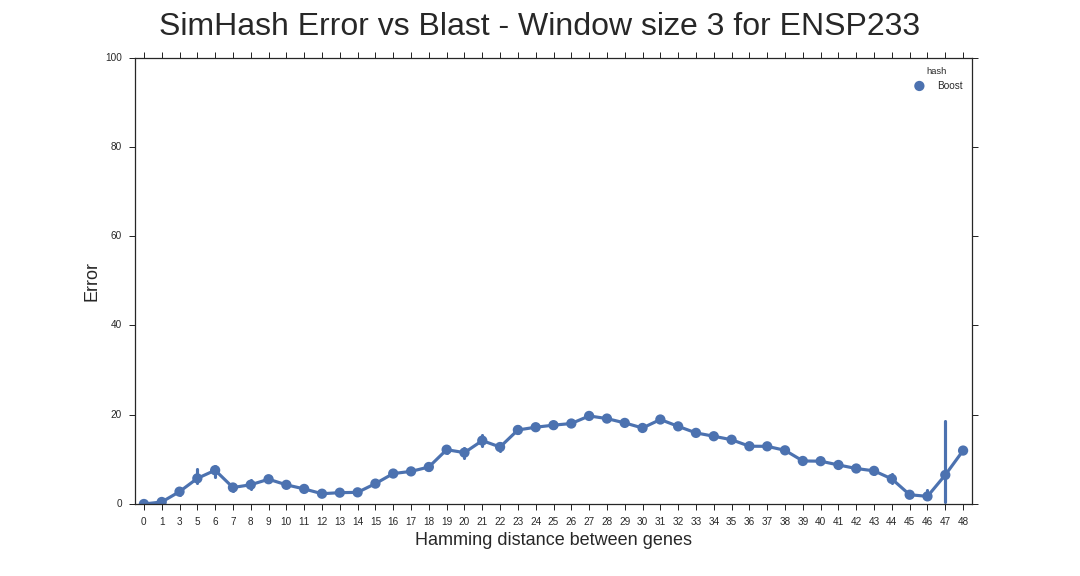 SimHash Error vs Blast - Window size 3 for ENSP233
100
80
60
40
20
0
Error
hash
Boost
0 1 3 5 6 7 8 9 10 11 12 13 14 15 16 17 18 19 20 21 22 23 24 25 26 27 28 29 30 31 32 33 34 35 36 37 38 39 40 41 42 43 44 45 46 47 48
Hamming distance between genes